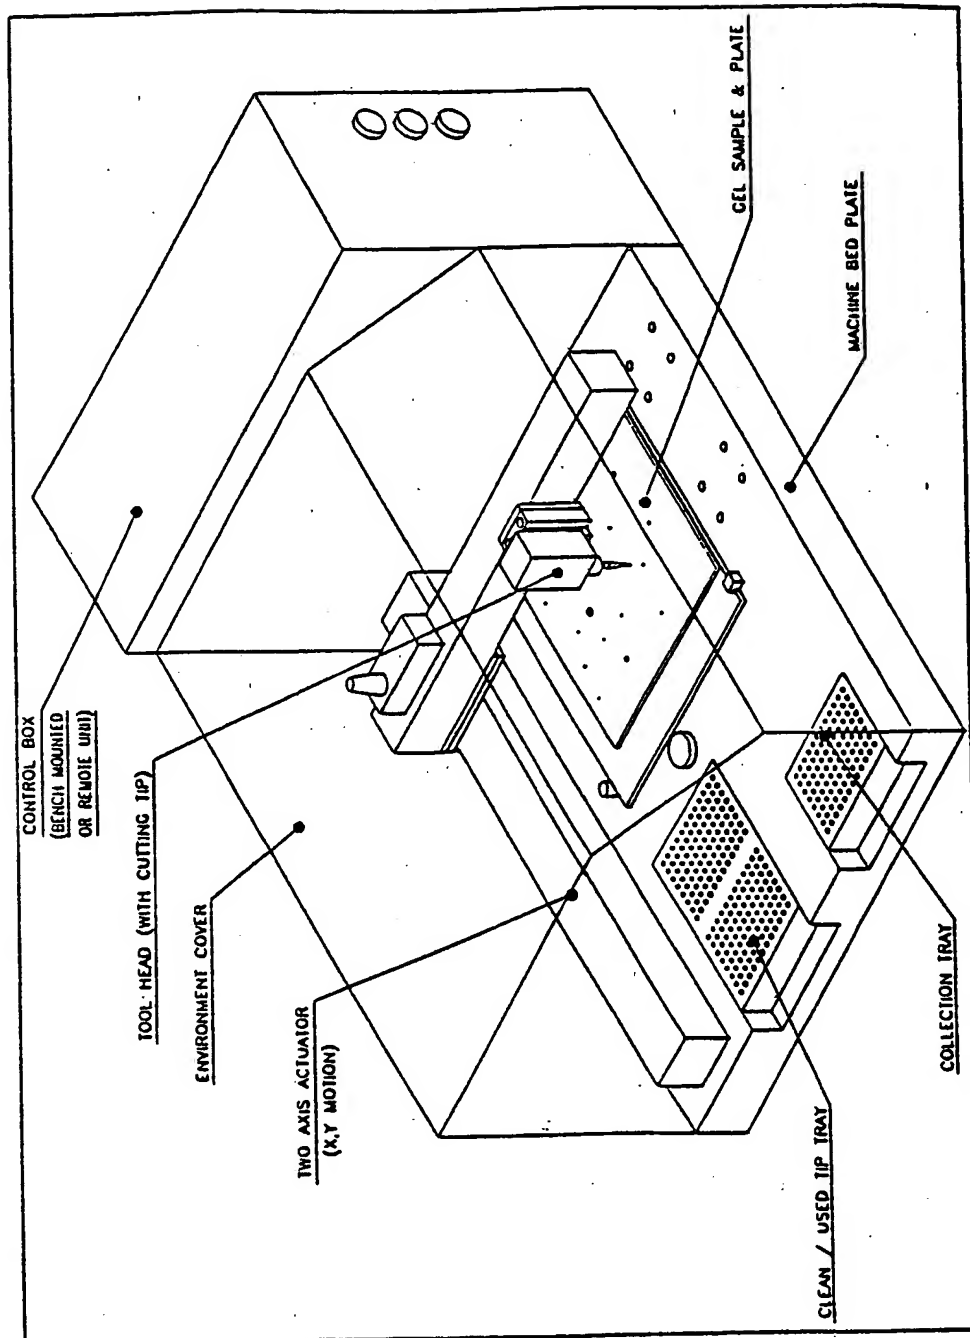 CONTROL BOX
(BENCH MOUNTED
OR REMOTE UNIT)
TOOL-HEAD (WITH CUTTING TIP)
ENVIRONMENT COVER
TWO AXIS ACTUATOR
(X,Y MOTION)
CLEAN / USED TIP TRAY
COLLECTION TRAY
MACHINE BED PLATE
GEL SAMPLE & PLATE